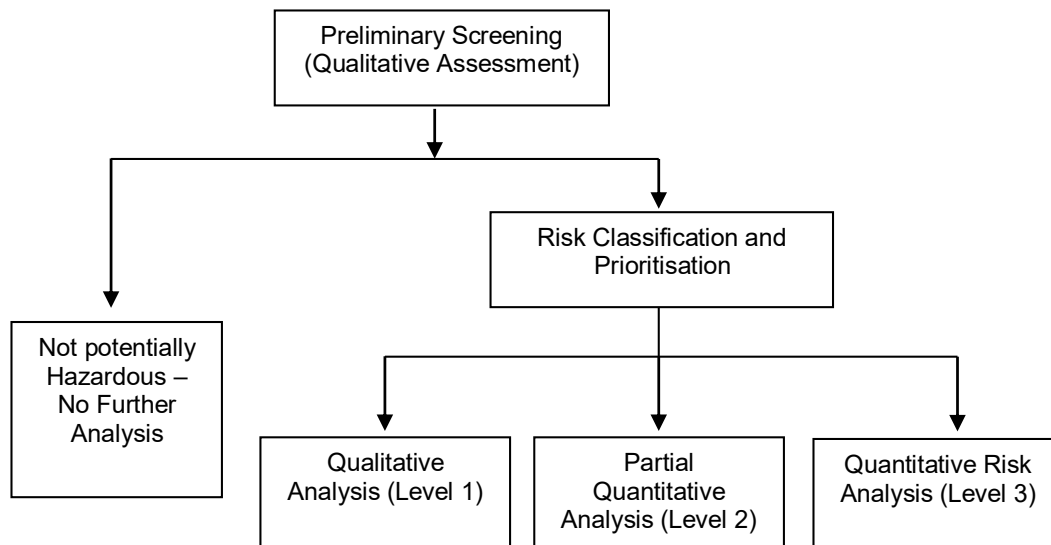 Preliminary Screening
(Qualitative Assessment)
Risk Classification and
Prioritisation
Not potentially
Hazardous –
No Further
Analysis
Qualitative
Analysis (Level 1)
Partial
Quantitative
Analysis (Level 2)
Quantitative Risk
Analysis (Level 3)